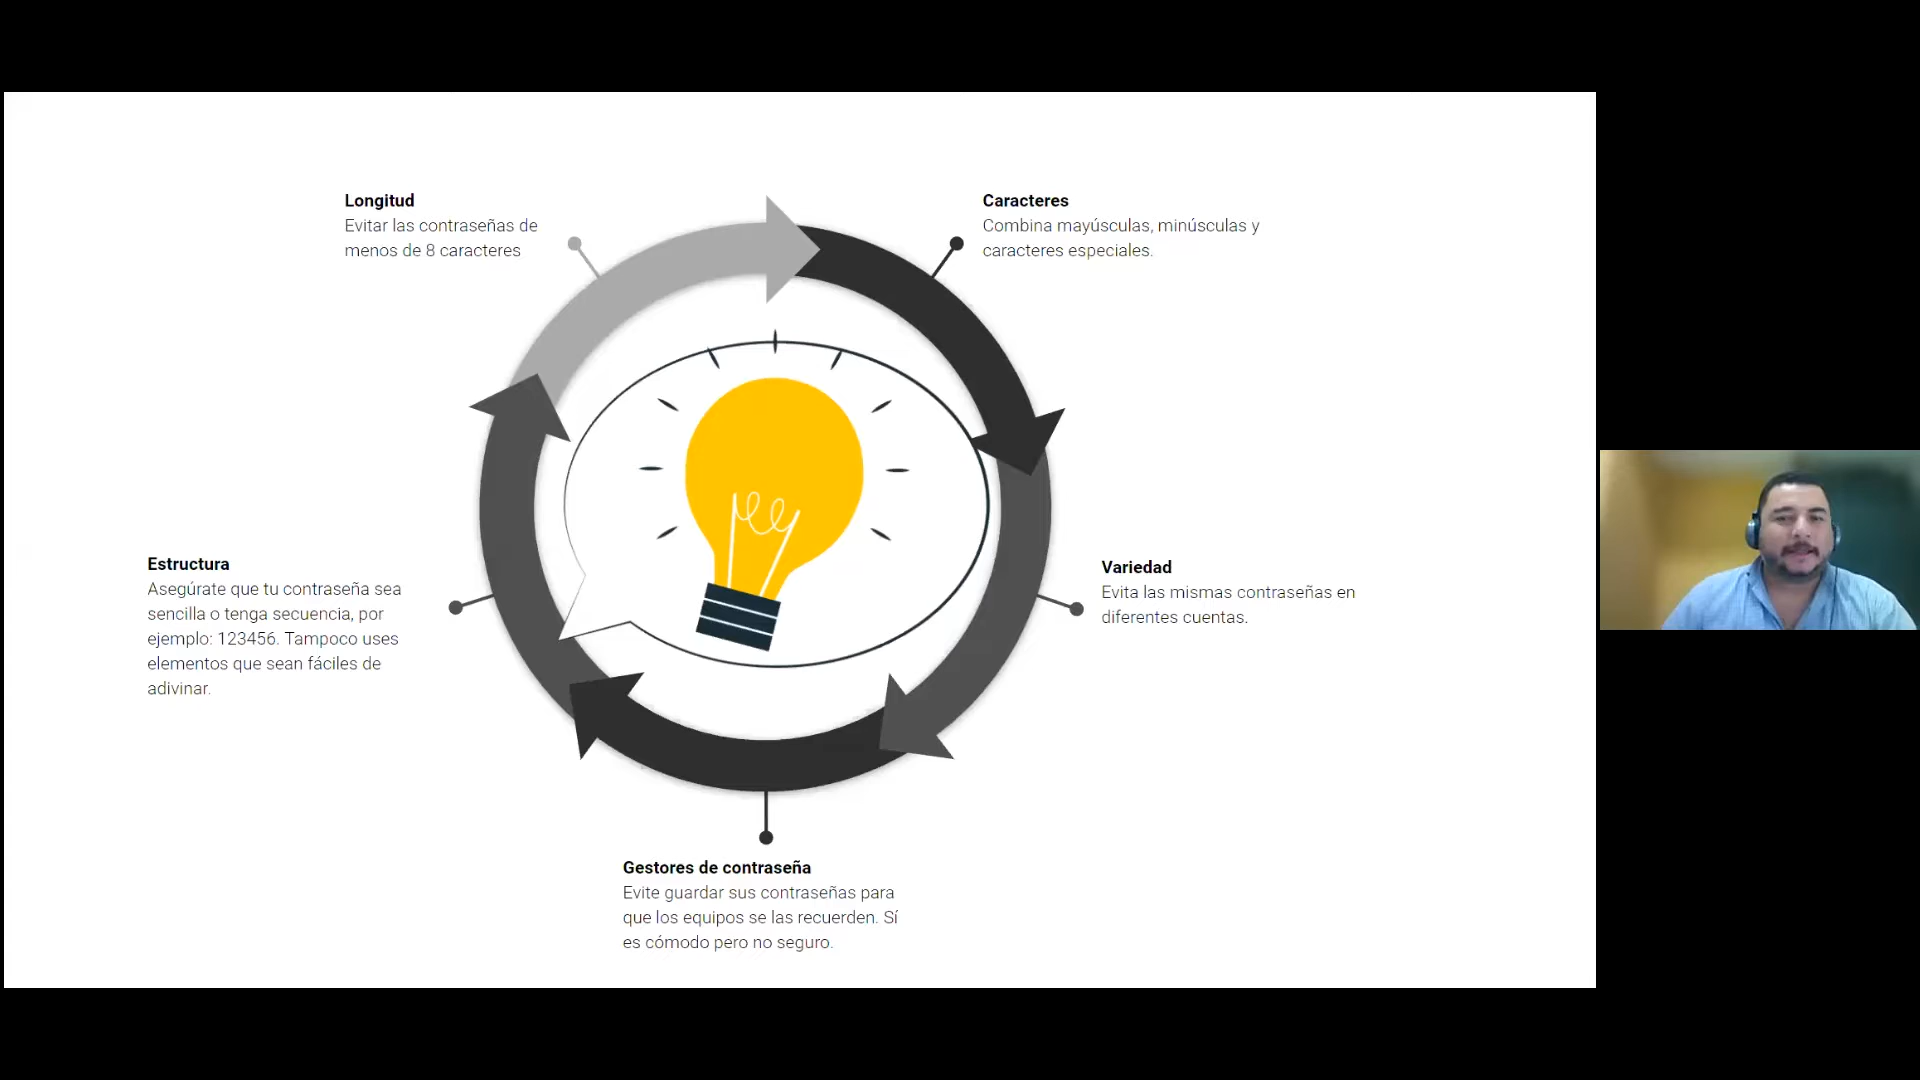 Longitud
Evitar las contraseñas de
menos de 8 caracteres
Caracteres
Combina mayúsculas, minúsculas y
caracteres especiales.
Estructura
Asegúrate que tu contraseña sea
sencilla o tenga secuencia, por
ejemplo: 123456. Tampoco uses
elementos que sean fáciles de
adivinar.
Variedad
Evita las mismas contraseñas en
diferentes cuentas.
Gestores de contraseña
Evite guardar sus contraseñas para
que los equipos se las recuerden. Sí
es cómodo pero no seguro.